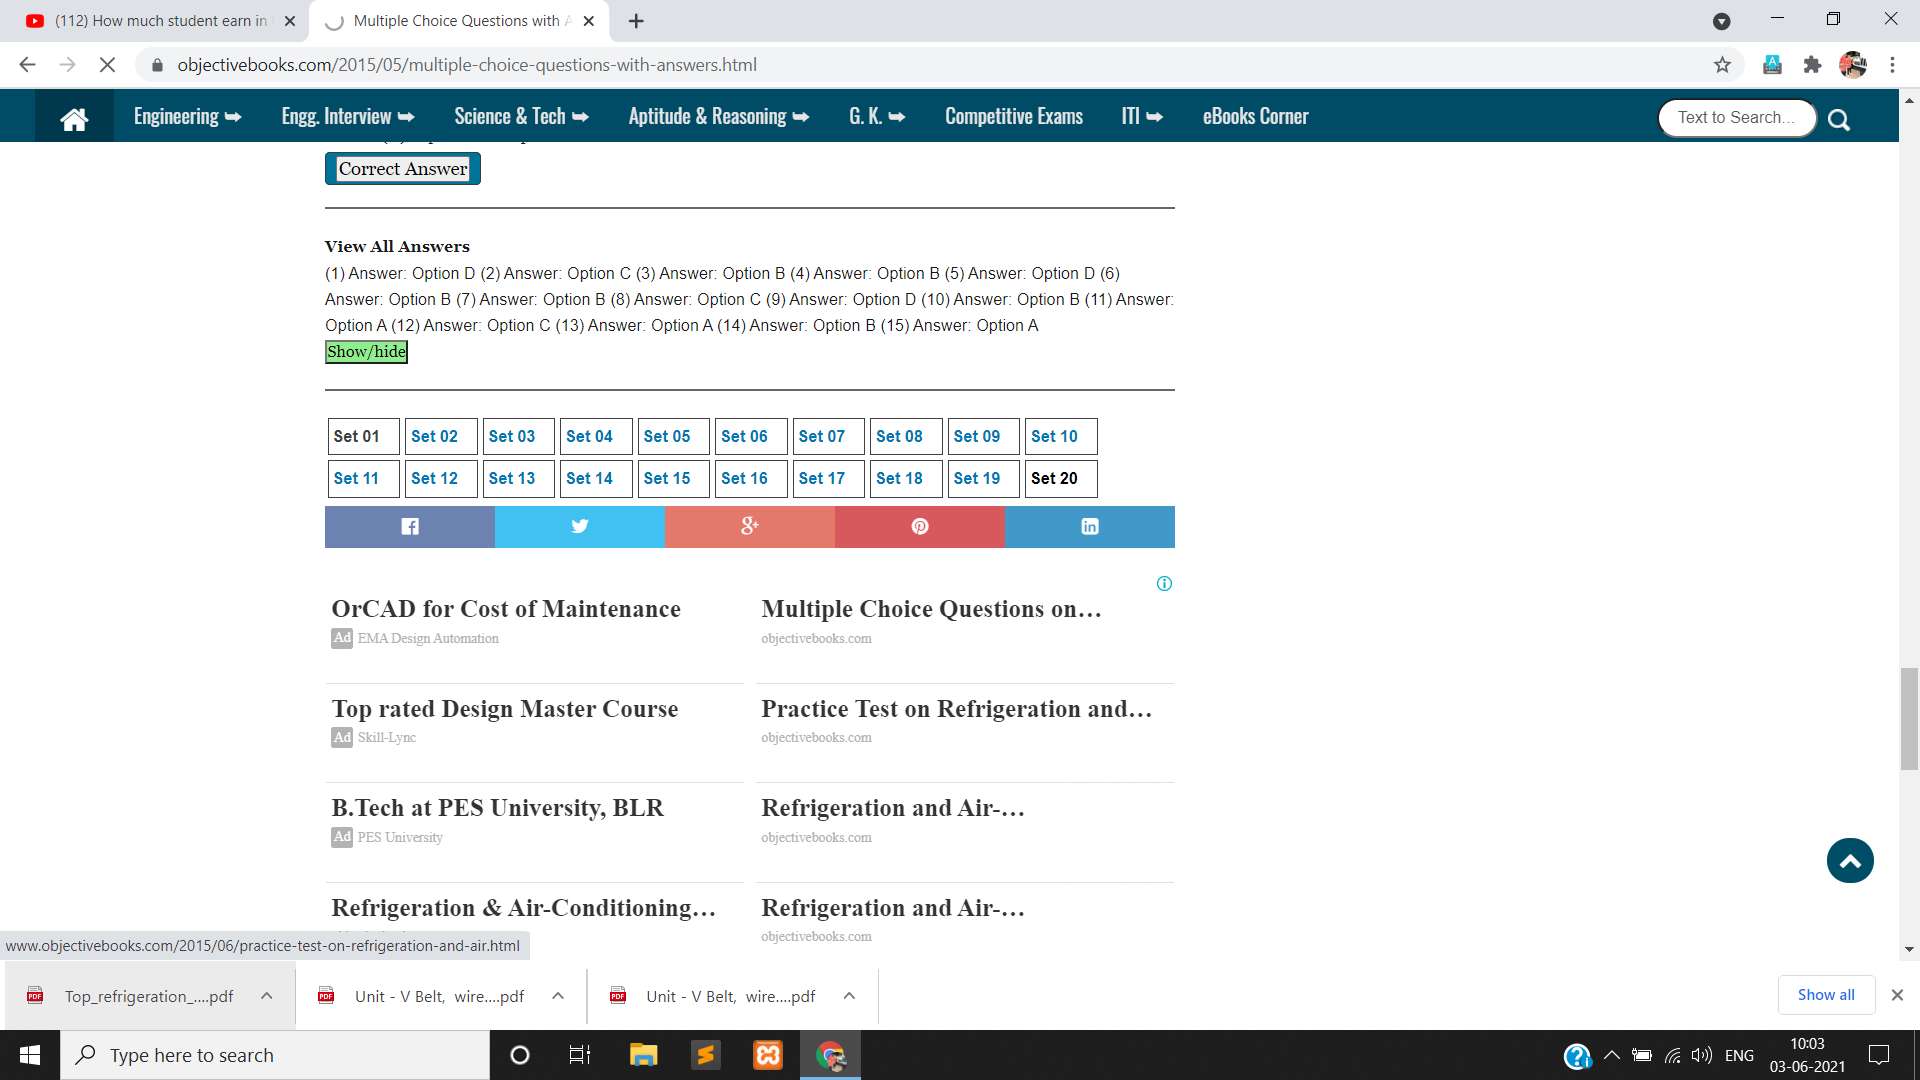 (112) How much student earn in
Multiple Choice Questions with A
objectivebooks.com/2015/05/multiple-choice-questions-with-answers.html
Engineering ➥ Engg. Interview ➥ Science & Tech ➥ Aptitude & Reasoning ➥ G. K. ➥ Competitive Exams ITI ➥ eBooks Corner Text to Search...
Correct Answer
View All Answers
(1) Answer: Option D (2) Answer: Option C (3) Answer: Option B (4) Answer: Option B (5) Answer: Option D (6)
Answer: Option B (7) Answer: Option B (8) Answer: Option C (9) Answer: Option D (10) Answer: Option B (11) Answer:
Option A (12) Answer: Option C (13) Answer: Option A (14) Answer: Option B (15) Answer: Option A
Show/hide
Set 01 Set 02 Set 03 Set 04 Set 05 Set 06 Set 07 Set 08 Set 09 Set 10
Set 11 Set 12 Set 13 Set 14 Set 15 Set 16 Set 17 Set 18 Set 19 Set 20
OrCAD for Cost of Maintenance
Ad EMA Design Automation
Multiple Choice Questions on...
objectivebooks.com
Top rated Design Master Course
Ad Skill-Lync
Practice Test on Refrigeration and...
objectivebooks.com
B.Tech at PES University, BLR
Ad PES University
Refrigeration and Air-...
objectivebooks.com
Refrigeration & Air-Conditioning...
Refrigeration and Air-...
objectivebooks.com
www.objectivebooks.com/2015/06/practice-test-on-refrigeration-and-air.html
Top_refrigeration_....pdf
Unit - V Belt, wire....pdf
Unit - V Belt, wire....pdf
Show all
Type here to search
ENG
10:03
03-06-2021